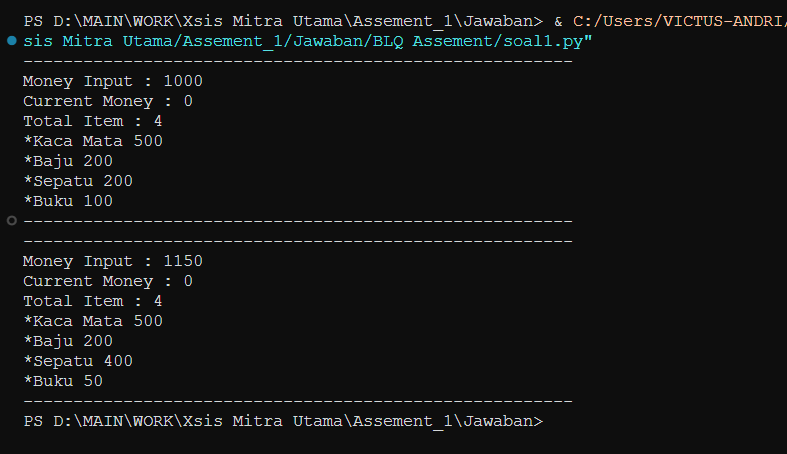 PS D:\MAIN\WORK\Xsis Mitra Utama\Assement_1\Jawaban> & C:/Users/VICTUS-ANDRI/
sis Mitra Utama/Assement_1/Jawaban/BLQ Assement/soal1.py"
-------------------------------------------------------
Money Input : 1000
Current Money : 0
Total Item : 4
*Kaca Mata 500
*Baju 200
*Sepatu 200
*Buku 100
-------------------------------------------------------
-------------------------------------------------------
Money Input : 1150
Current Money : 0
Total Item : 4
*Kaca Mata 500
*Baju 200
*Sepatu 400
*Buku 50
-------------------------------------------------------
PS D:\MAIN\WORK\Xsis Mitra Utama\Assement_1\Jawaban>